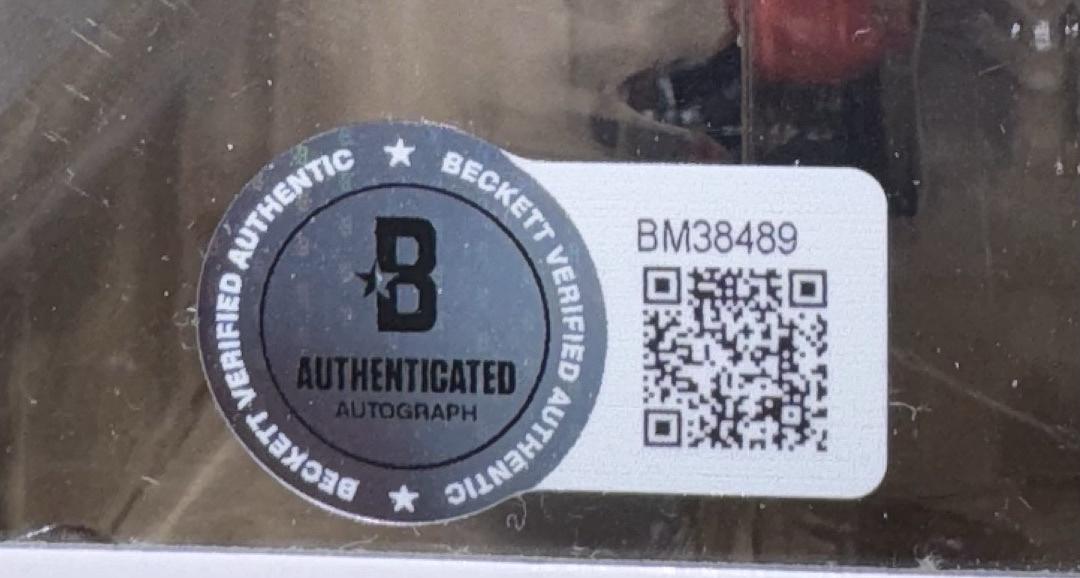 BECKETT VERIFIED AUTHENTIC ★ BECKETT VERIFIED AUTHENTIC ★
B
AUTHENTICATED
AUTOGRAPH
BM38489